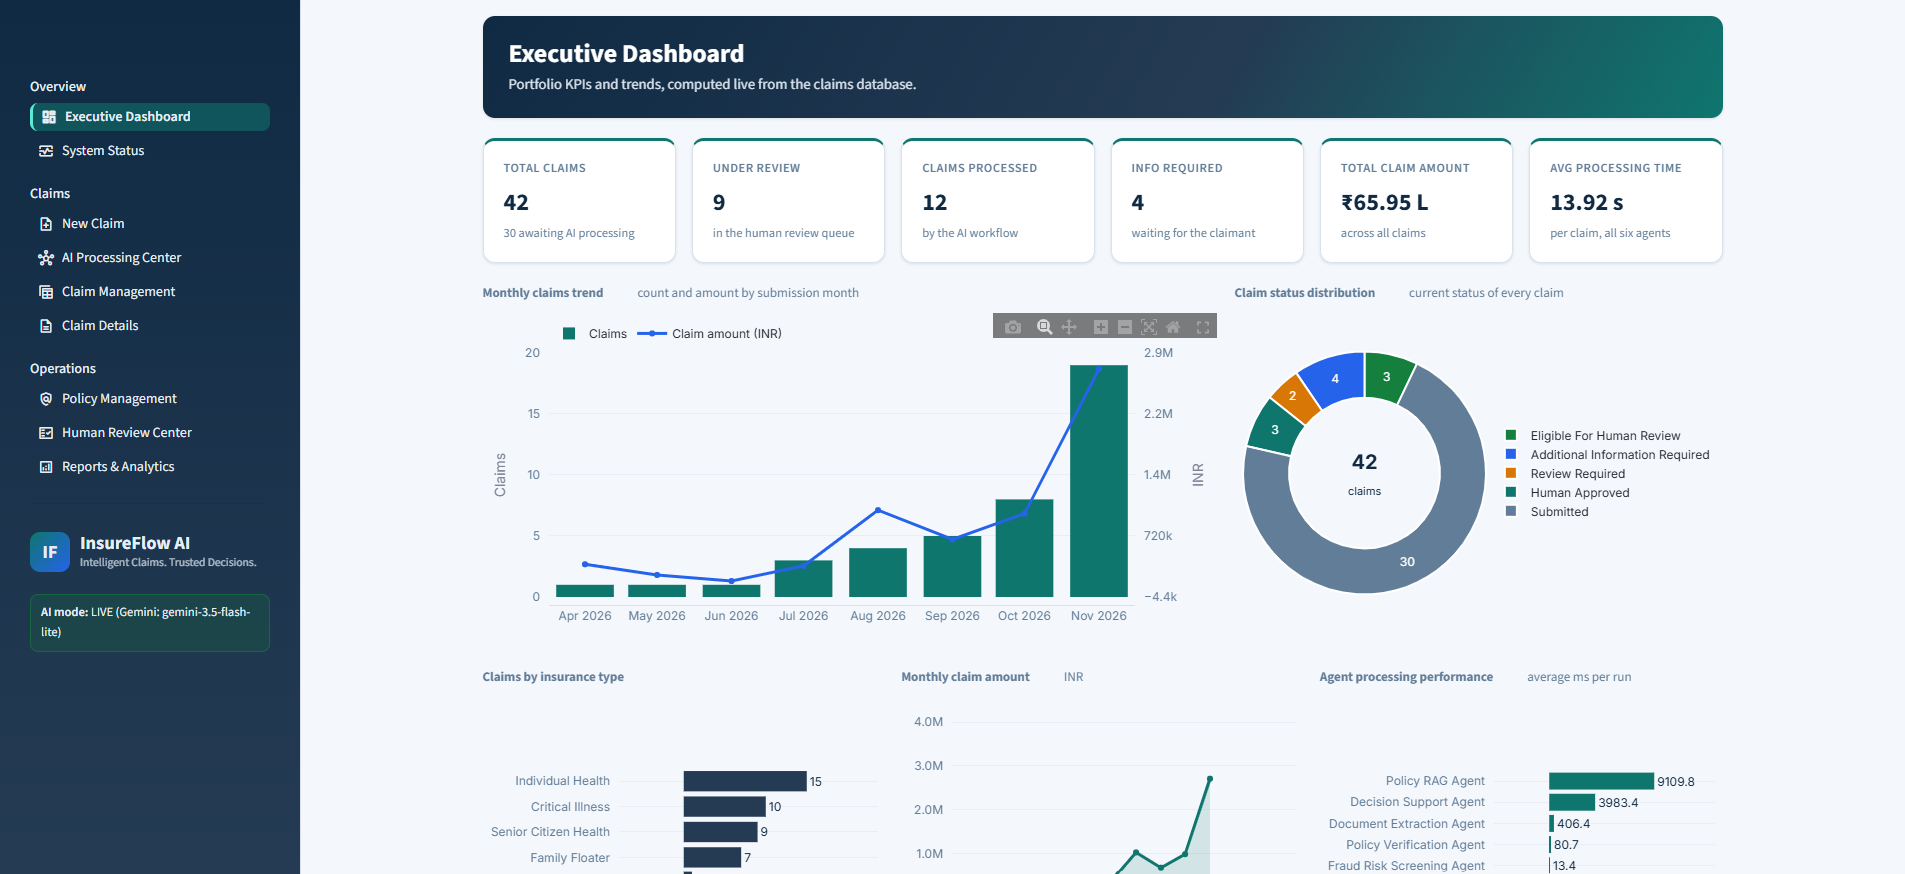 Overview
Executive Dashboard
System Status
Claims
New Claim
AI Processing Center
Claim Management
Claim Details
Operations
Policy Management
Human Review Center
Reports & Analytics
IF
InsureFlow AI
Intelligent Claims. Trusted Decisions.
AI mode: LIVE (Gemini: gemini-3.5-flash-
lite)
Executive Dashboard
Portfolio KPIs and trends, computed live from the claims database.
TOTAL CLAIMS
42
30 awaiting AI processing
UNDER REVIEW
9
in the human review queue
CLAIMS PROCESSED
12
by the AI workflow
INFO REQUIRED
4
waiting for the claimant
TOTAL CLAIM AMOUNT
₹65.95 L
across all claims
AVG PROCESSING TIME
13.92 s
per claim, all six agents
Monthly claims trend count and amount by submission month
Claims Claim amount (INR)
20
15
10
5
0
Claims
2.9M
2.2M
1.4M
720k
−4.4k
INR
Apr 2026 May 2026 Jun 2026 Jul 2026 Aug 2026 Sep 2026 Oct 2026 Nov 2026
Claim status distribution current status of every claim
3
4
2
3
30
42
claims
Eligible For Human Review
Additional Information Required
Review Required
Human Approved
Submitted
Claims by insurance type
Individual Health 15
Critical Illness 10
Senior Citizen Health 9
Family Floater 7
Monthly claim amount INR
4.0M
3.0M
2.0M
1.0M
Agent processing performance average ms per run
Policy RAG Agent 9109.8
Decision Support Agent 3983.4
Document Extraction Agent 406.4
Policy Verification Agent 80.7
Fraud Risk Screening Agent 13.4